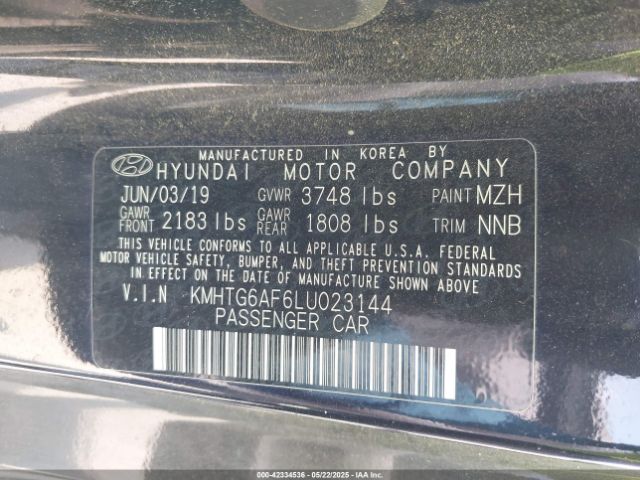 MANUFACTURED IN KOREA BY
HYUNDAI MOTOR COMPANY
JUN/03/19 GVWR 3748 lbs PAINT MZH
GAWR FRONT 2183 lbs GAWR REAR 1808 lbs TRIM NNB
THIS VEHICLE CONFORMS TO ALL APPLICABLE U.S.A. FEDERAL
MOTOR VEHICLE SAFETY, BUMPER, AND THEFT PREVENTION STANDARDS
IN EFFECT ON THE DATE OF MANUFACTURE SHOWN ABOVE.
V.I.N KMHTG6AF6LU023144
PASSENGER CAR
000-42334536 - 05/22/2025 - IAAI.COM